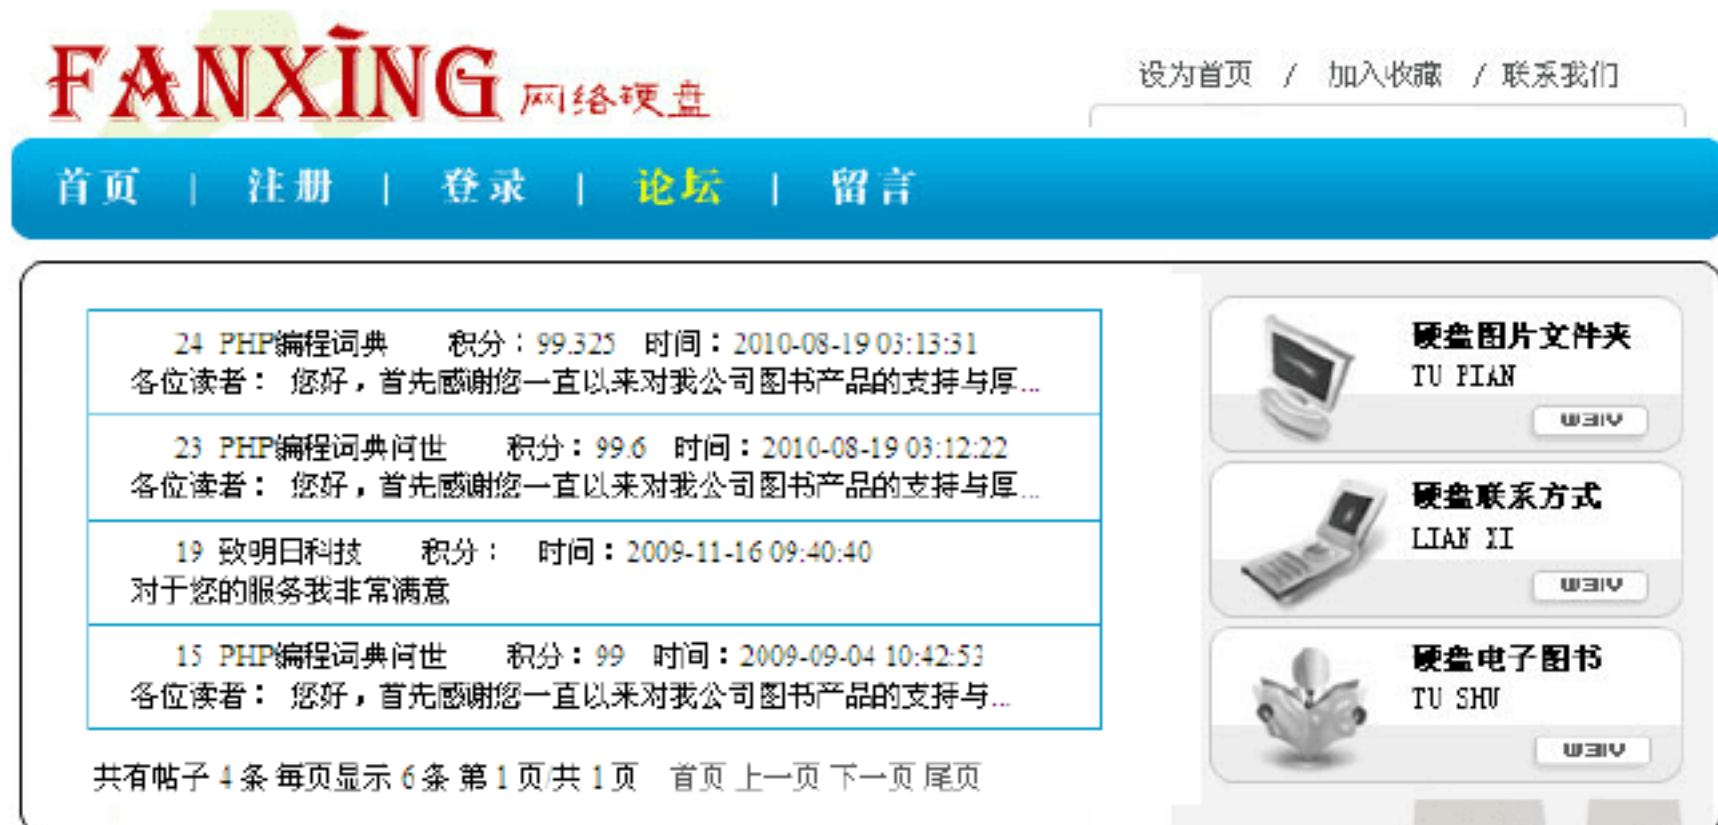 FANXÌNG 网络硬盘
设为首页 / 加入收藏 / 联系我们
首页 | 注册 | 登录 | 论坛 | 留言
24 PHP编程词典 积分：99.325 时间：2010-08-19 03:13:31
各位读者： 您好，首先感谢您一直以来对我公司图书产品的支持与厚...
23 PHP编程词典问世 积分：99.6 时间：2010-08-19 03:12:22
各位读者： 您好，首先感谢您一直以来对我公司图书产品的支持与厚...
19 致明日科技 积分： 时间：2009-11-16 09:40:40
对于您的服务我非常满意
15 PHP编程词典问世 积分：99 时间：2009-09-04 10:42:53
各位读者： 您好，首先感谢您一直以来对我公司图书产品的支持与...
共有帖子 4 条 每页显示 6 条 第 1 页/共 1 页 首页 上一页 下一页 尾页
硬盘图片文件夹
TU PIAN
VIEW
硬盘联系方式
LIAN XI
VIEW
硬盘电子图书
TU SHU
VIEW